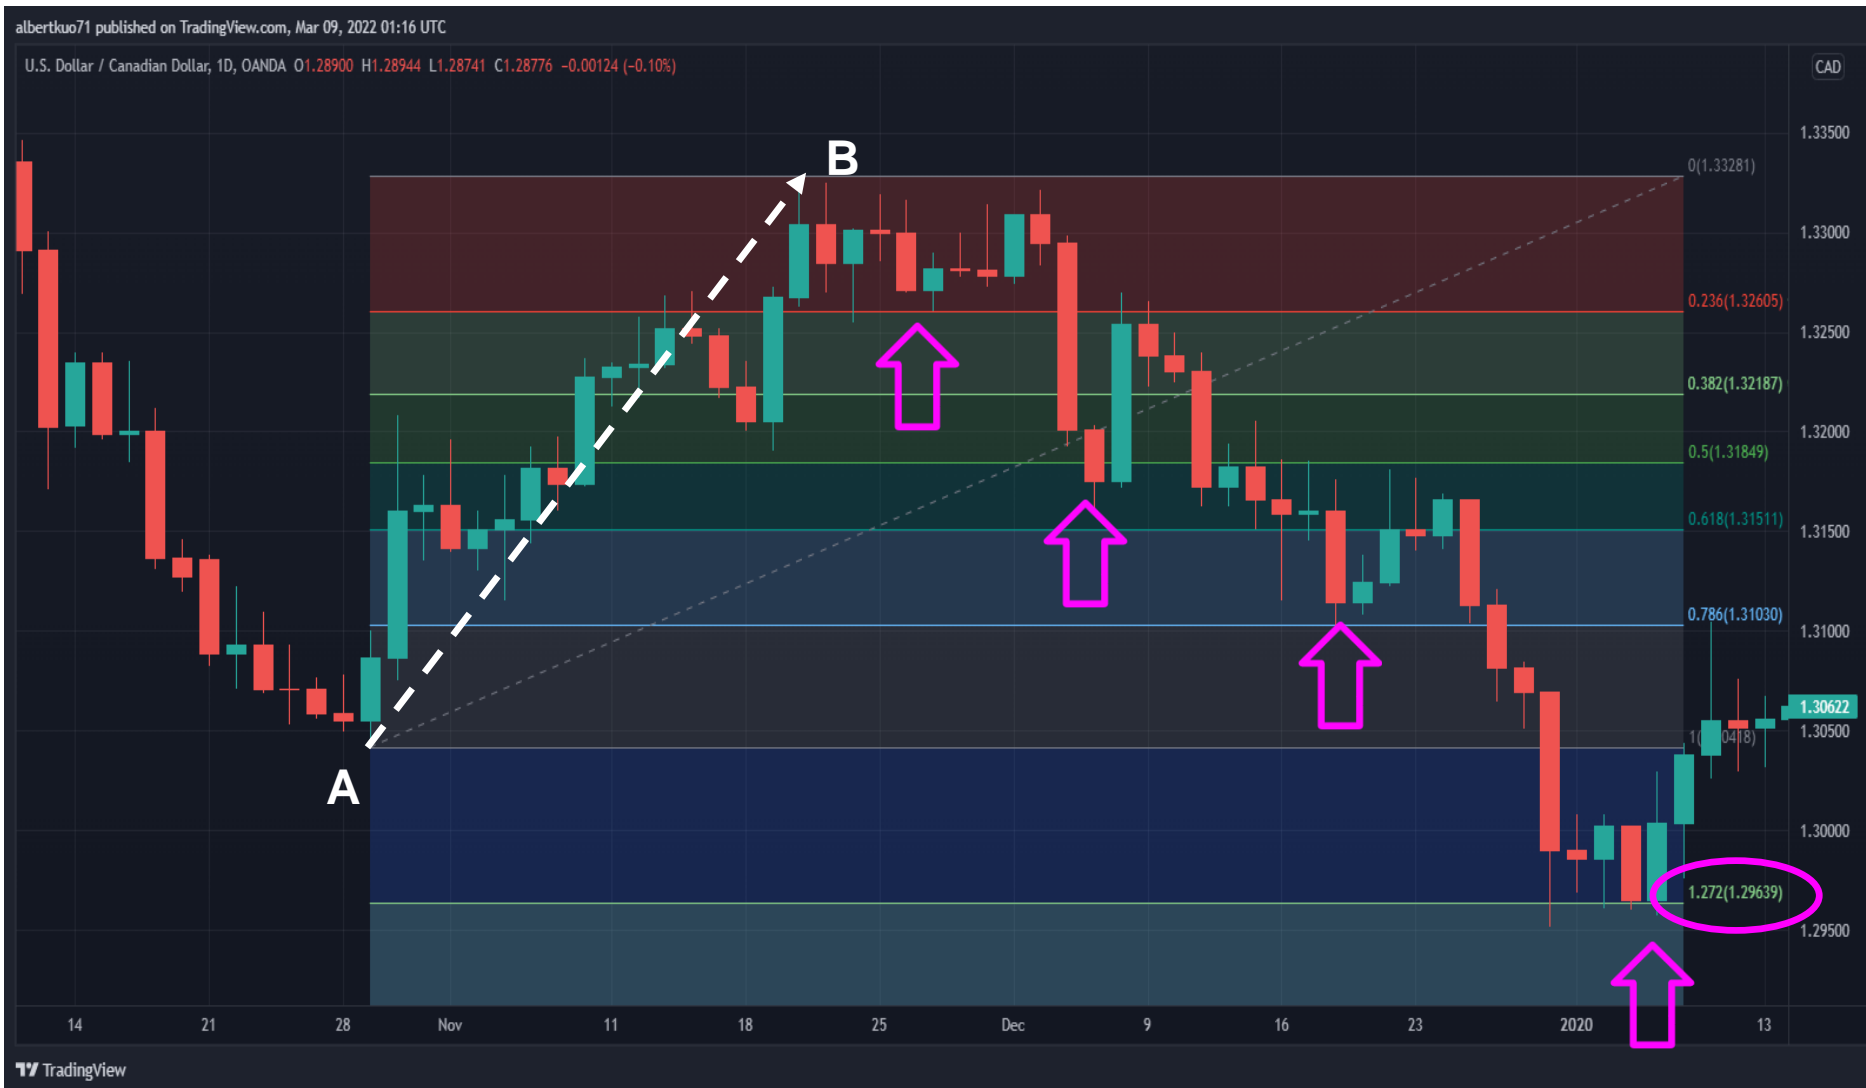 albertkuo71 published on TradingView.com, Mar 09, 2022 01:16 UTC
U.S. Dollar / Canadian Dollar, 1D, OANDA O1.28900 H1.28944 L1.28741 C1.28776 −0.00124 (−0.10%)
CAD
1.33500
B
0(1.33281)
1.33000
0.236(1.32605)
1.32500
0.382(1.32187)
1.32000
0.5(1.31849)
0.618(1.31511)
1.31500
0.786(1.31030)
1.31000
1.30622
1.30500
A
1.30000
1.272(1.29639)
1.29500
14 21 28 Nov 11 18 25 Dec 9 16 23 2020 13
TradingView